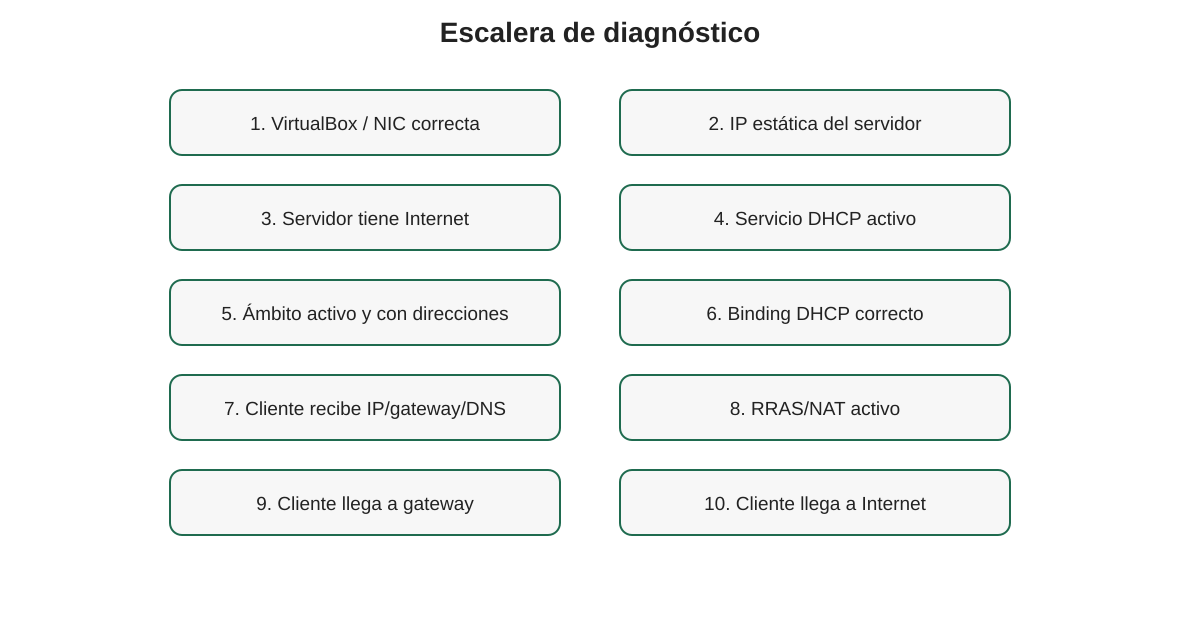 Escalera de diagnóstico
1. VirtualBox / NIC correcta
2. IP estática del servidor
3. Servidor tiene Internet
4. Servicio DHCP activo
5. Ámbito activo y con direcciones
6. Binding DHCP correcto
7. Cliente recibe IP/gateway/DNS
8. RRAS/NAT activo
9. Cliente llega a gateway
10. Cliente llega a Internet